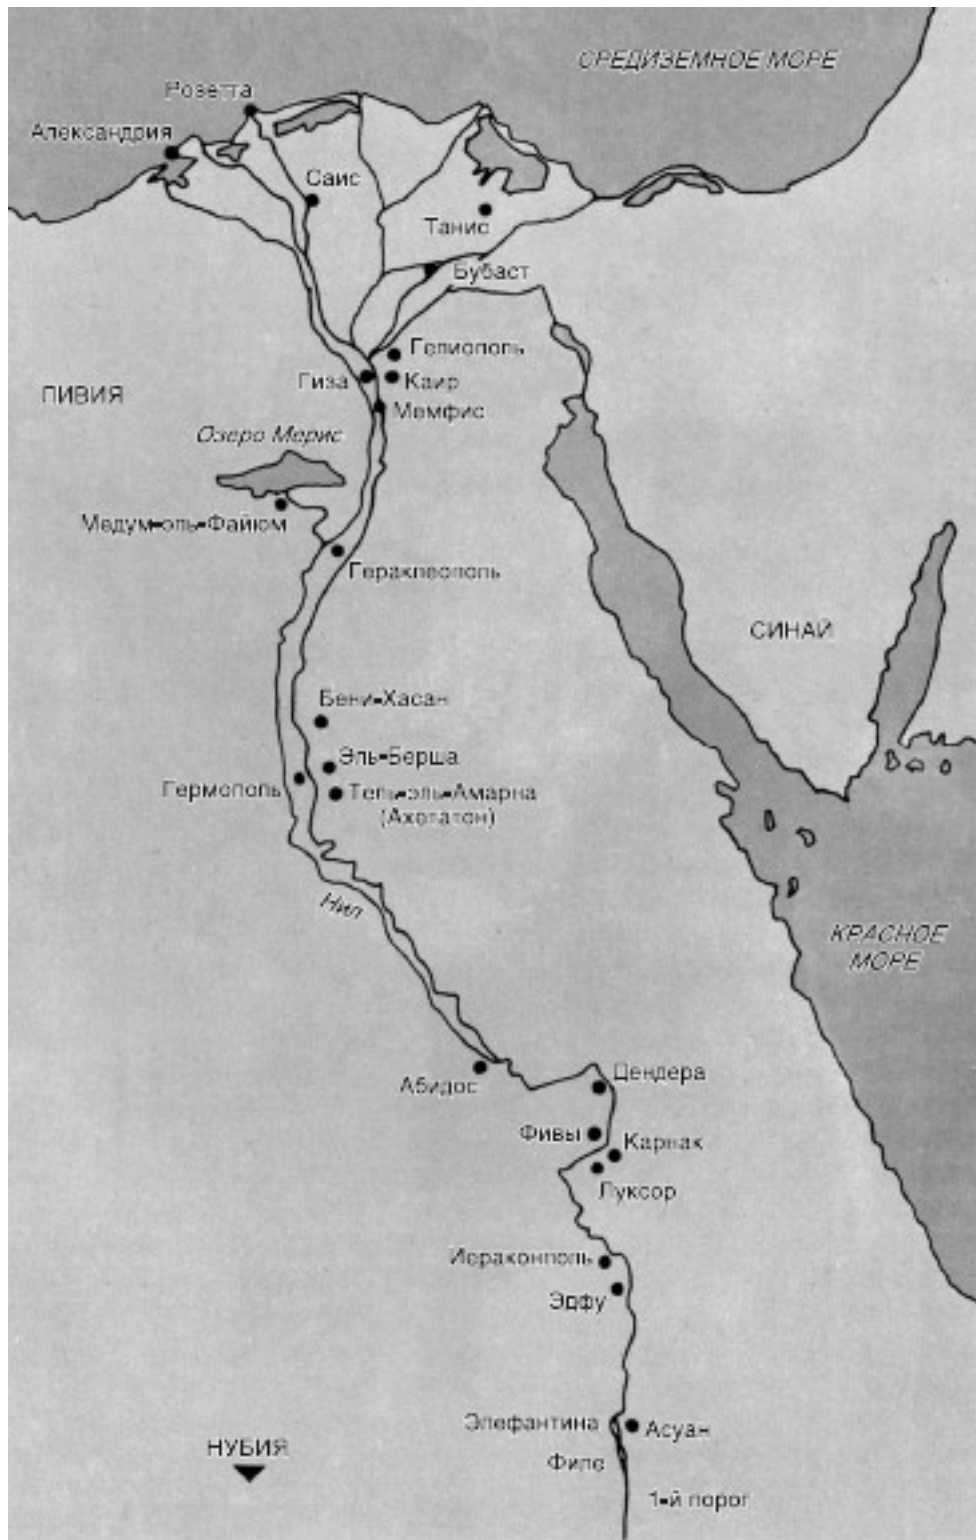 СРЕДИЗЕМНОЕ МОРЕ
Розетта
Александрия
Саис
Танис
Бубаст
Гелиополь
Гиза
Каир
ЛИВИЯ
Мемфис
Озеро Мерис
Медум-эль-Файюм
Гераклеополь
СИНАЙ
Бени-Хасан
Эль-Берша
Гермополь
Тель-эль-Амарна
(Ахетатон)
Нил
КРАСНОЕ
МОРЕ
Абидос
Дендера
Фивы
Карнак
Луксор
Иераконполь
Эдфу
Элефантина
Асуан
НУБИЯ
Филе
1-й порог